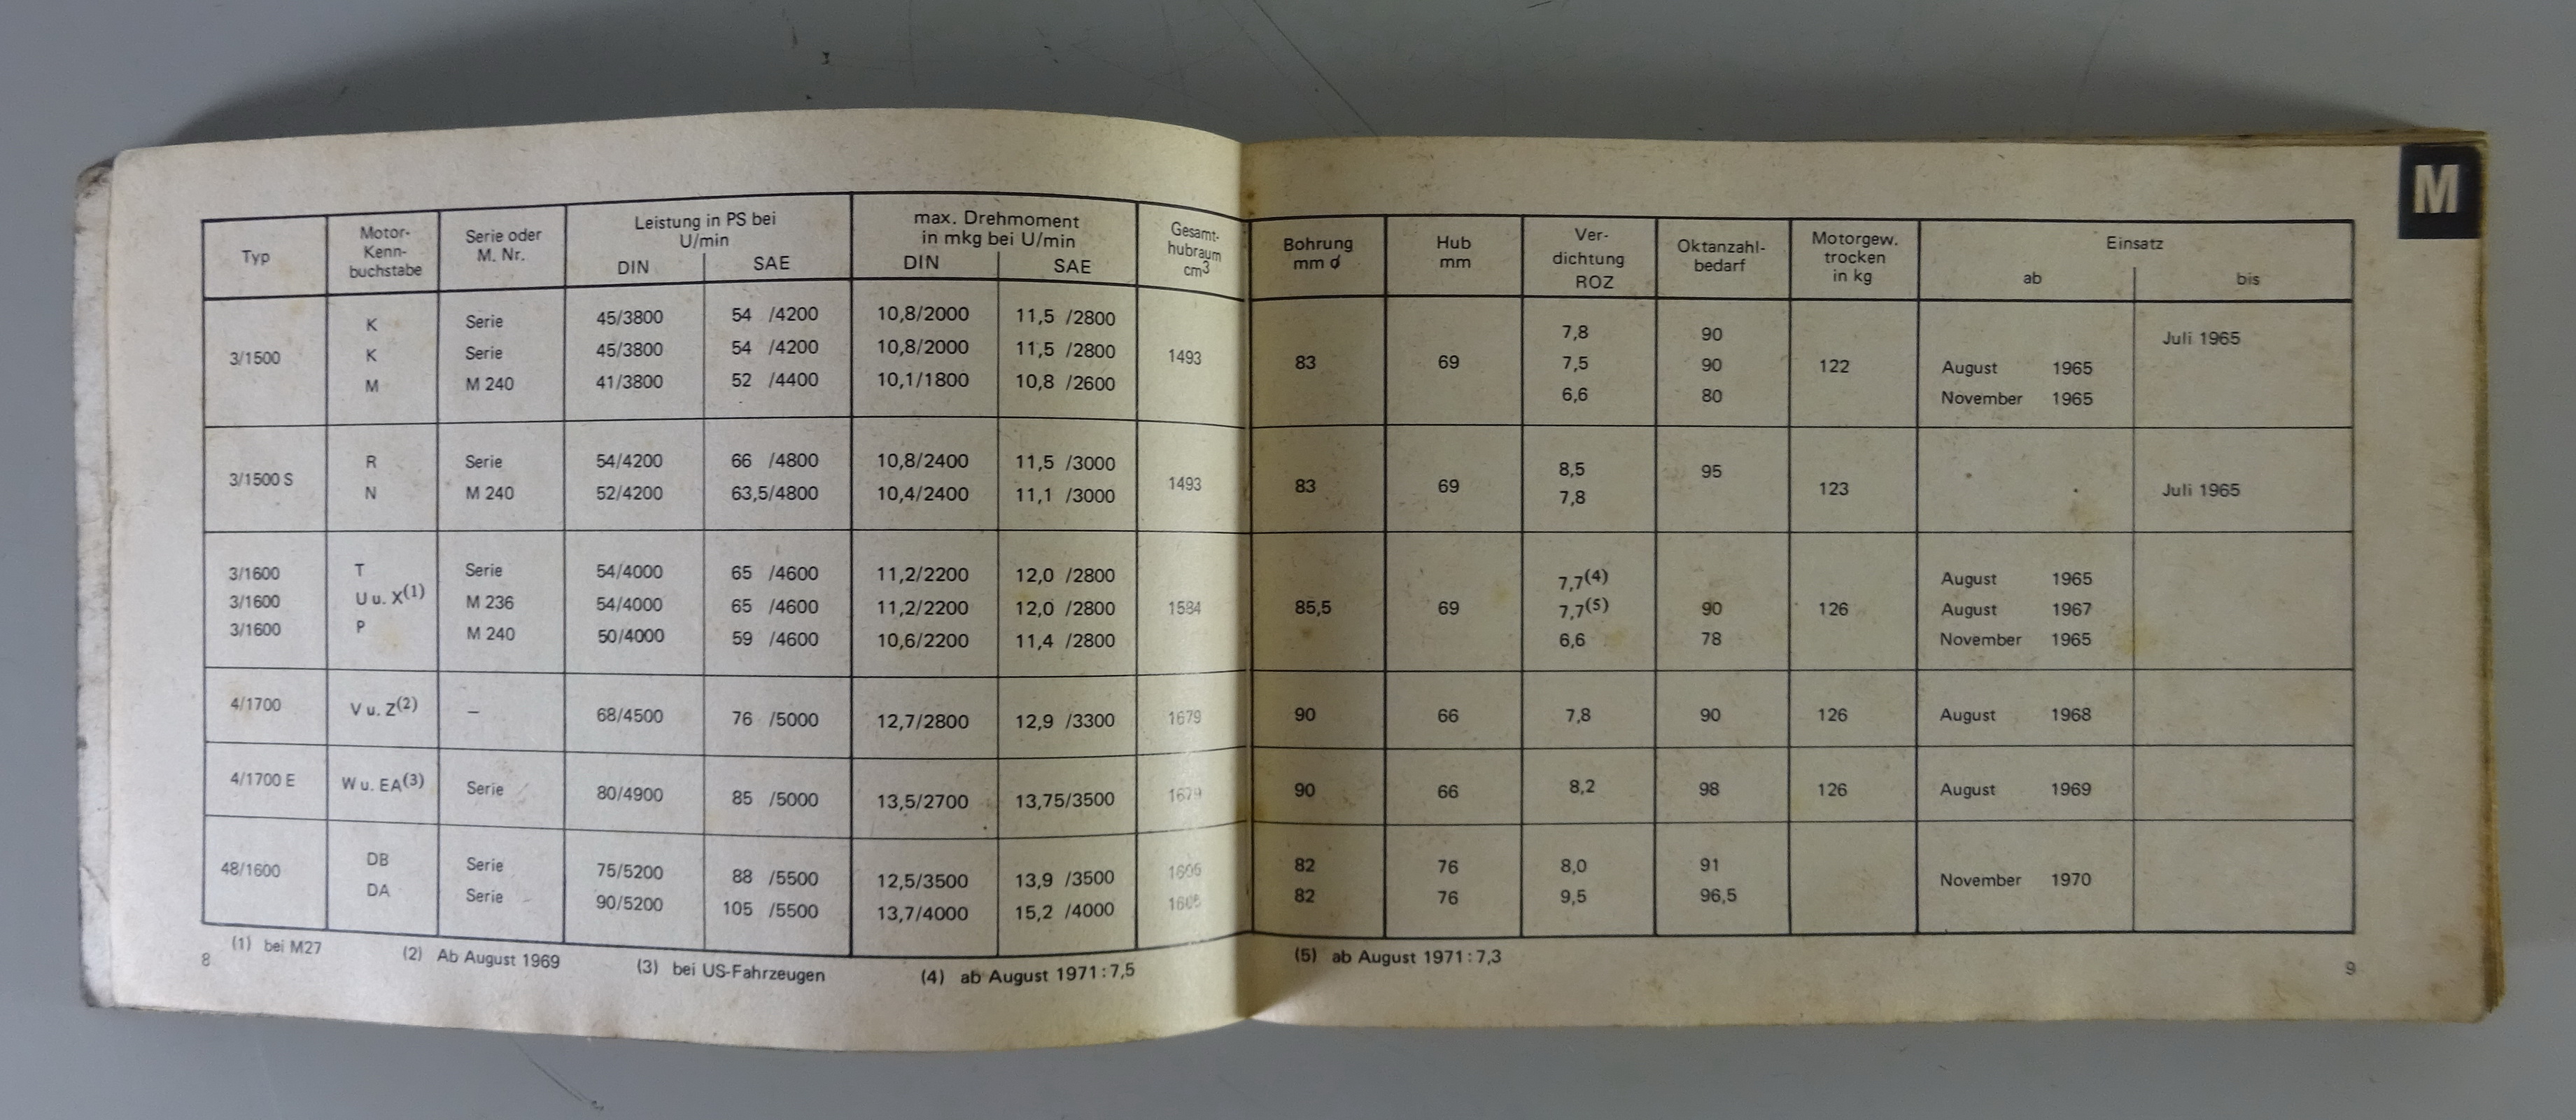 Typ Motor-Kenn-buchstabe Serie oder M. Nr. Leistung in PS bei U/min DIN SAE max. Drehmoment in mkg bei U/min DIN SAE Gesamt-hubraum cm3 Bohrung mm ⌀ Hub mm Ver-dichtung ROZ Oktanzahl-bedarf Motorgew. trocken in kg Einsatz ab bis M
3/1500 K Serie 45/3800 54 /4200 10,8/2000 11,5 /2800 1493 83 69 7,8 90 122 Juli 1965
K Serie 45/3800 54 /4200 10,8/2000 11,5 /2800 7,5 90 August 1965
M M 240 41/3800 52 /4400 10,1/1800 10,8 /2600 6,6 80 November 1965
3/1500 S R Serie 54/4200 66 /4800 10,8/2400 11,5 /3000 1493 83 69 8,5 95 123 Juli 1965
N M 240 52/4200 63,5/4800 10,4/2400 11,1 /3000 7,8
3/1600 T Serie 54/4000 65 /4600 11,2/2200 12,0 /2800 7,7(4) August 1965
3/1600 U u. X(1) M 236 54/4000 65 /4600 11,2/2200 12,0 /2800 1584 85,5 69 7,7(5) 90 126 August 1967
3/1600 P M 240 50/4000 59 /4600 10,6/2200 11,4 /2800 6,6 78 November 1965
4/1700 V u. Z(2) – 68/4500 76 /5000 12,7/2800 12,9 /3300 1679 90 66 7,8 90 126 August 1968
4/1700 E W u. EA(3) Serie 80/4900 85 /5000 13,5/2700 13,75/3500 1679 90 66 8,2 98 126 August 1969
48/1600 DB Serie 75/5200 88 /5500 12,5/3500 13,9 /3500 82 76 8,0 91 November 1970
DA Serie 90/5200 105 /5500 13,7/4000 15,2 /4000 82 76 9,5 96,5
(1) bei M27 (2) Ab August 1969 (3) bei US-Fahrzeugen (4) ab August 1971 : 7,5 (5) ab August 1971 : 7,3
8 9